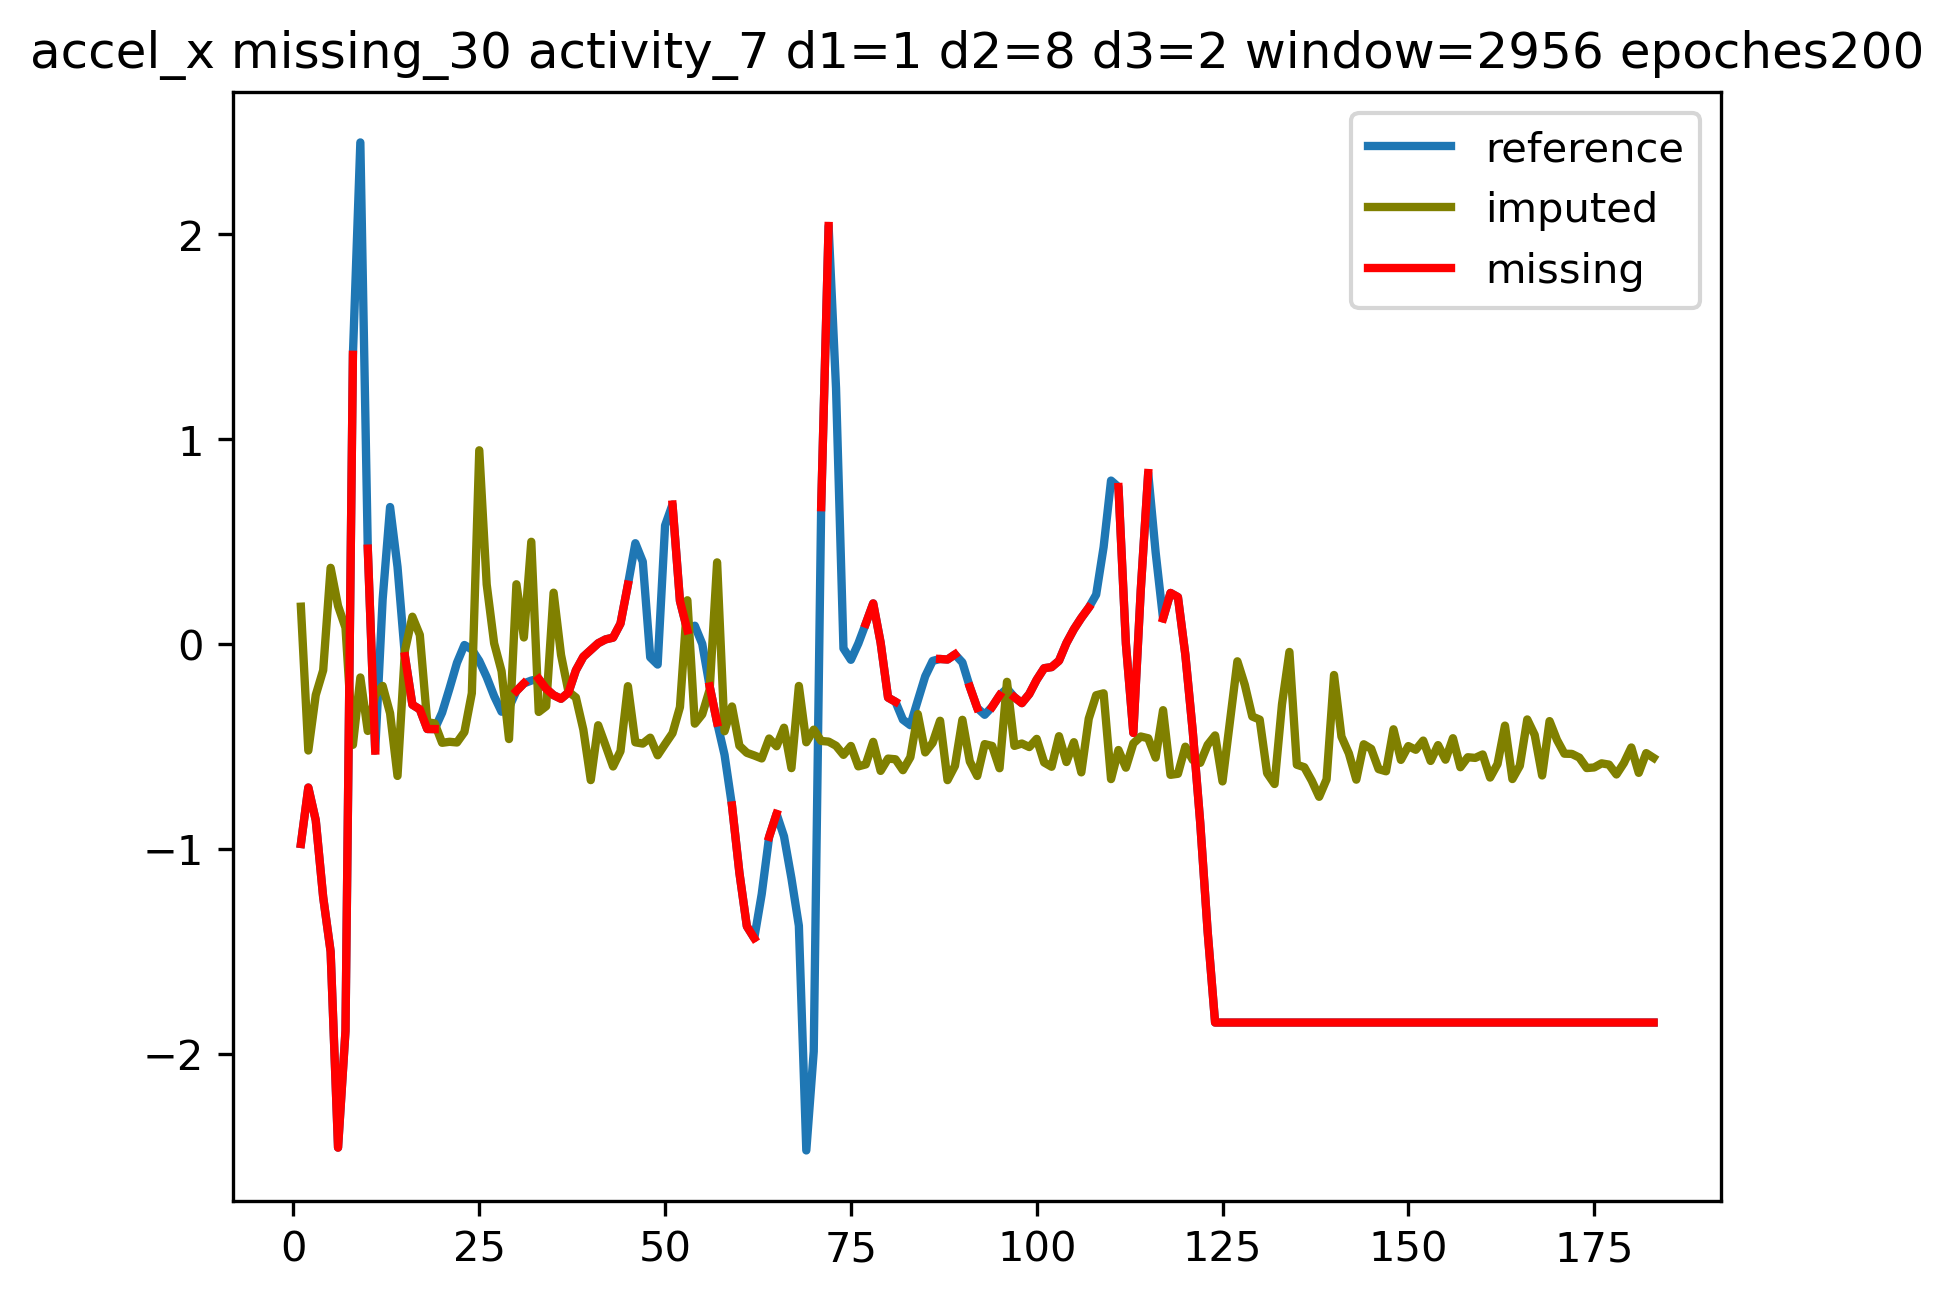 accel_x missing_30 activity_7 d1=1 d2=8 d3=2 window=2956 epoches200
reference
imputed
missing
2
1
0
−1
−2
0 25 50 75 100 125 150 175